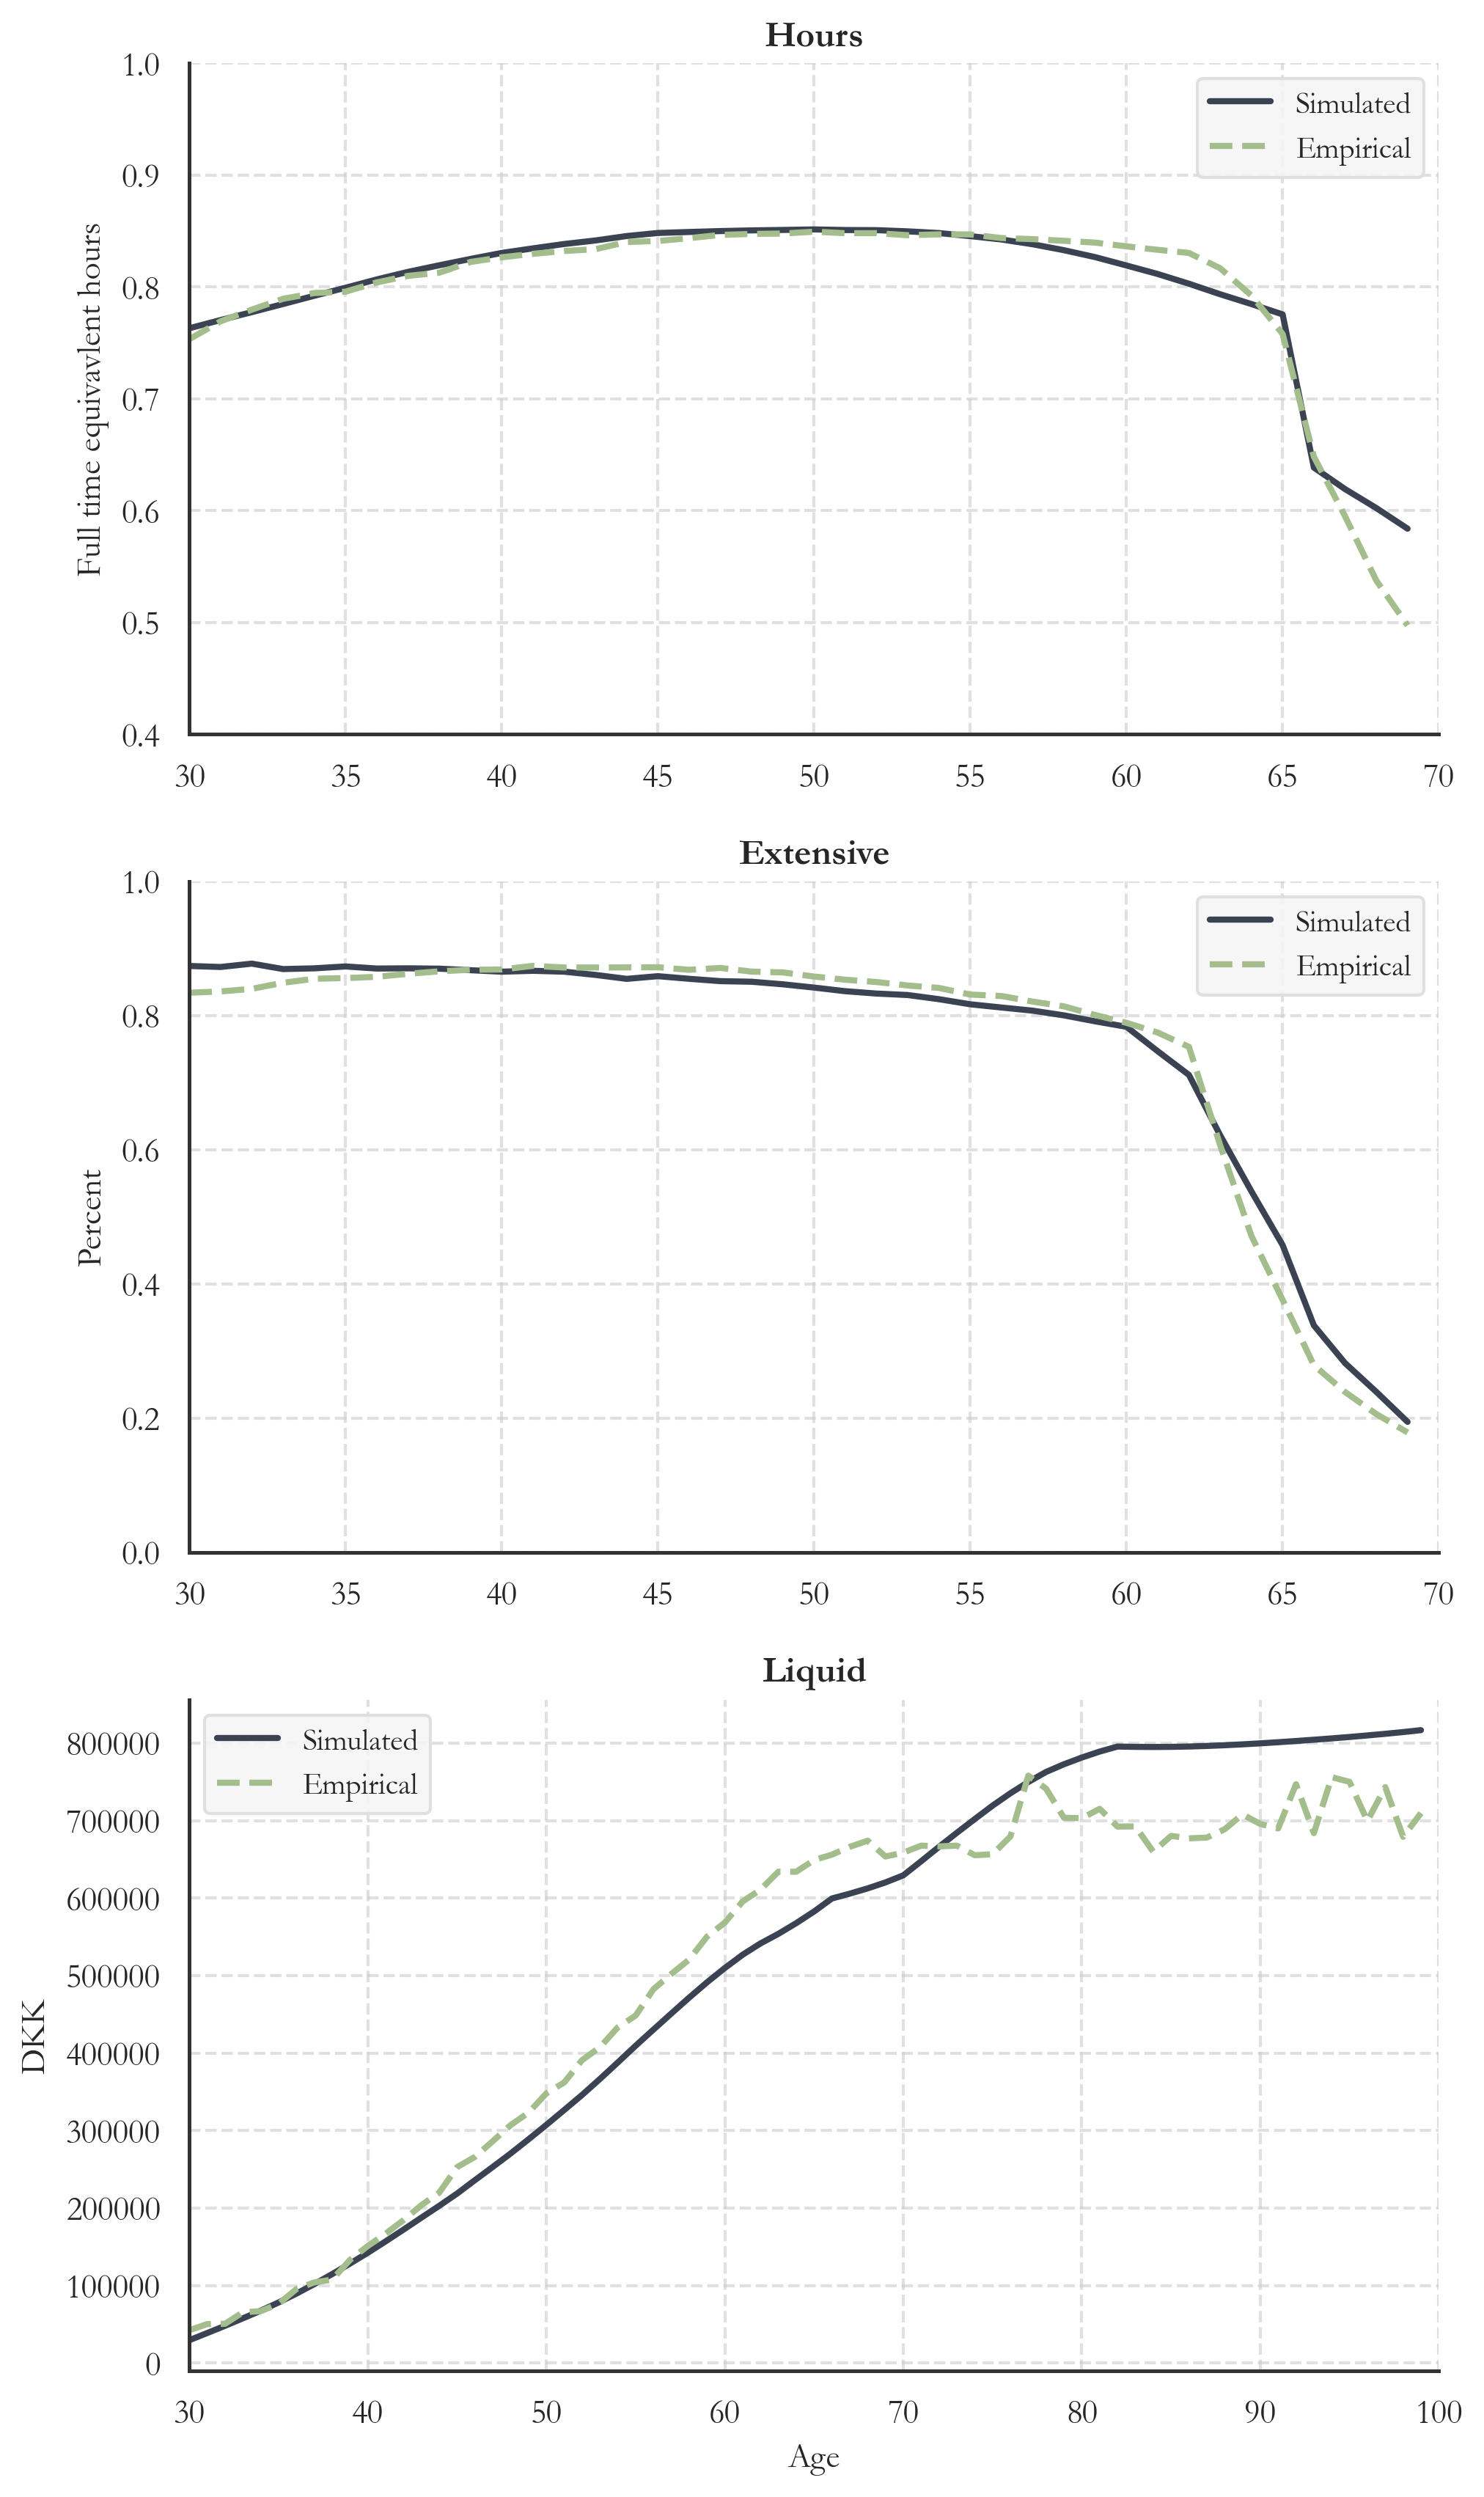 Hours
1.0
0.9
0.8
0.7
0.6
0.5
0.4
Full time equivavlent hours
Simulated
Empirical
30 35 40 45 50 55 60 65 70
Extensive
1.0
0.8
0.6
0.4
0.2
0.0
Percent
Simulated
Empirical
30 35 40 45 50 55 60 65 70
Liquid
800000
700000
600000
500000
400000
300000
200000
100000
0
DKK
Simulated
Empirical
30 40 50 60 70 80 90 100
Age